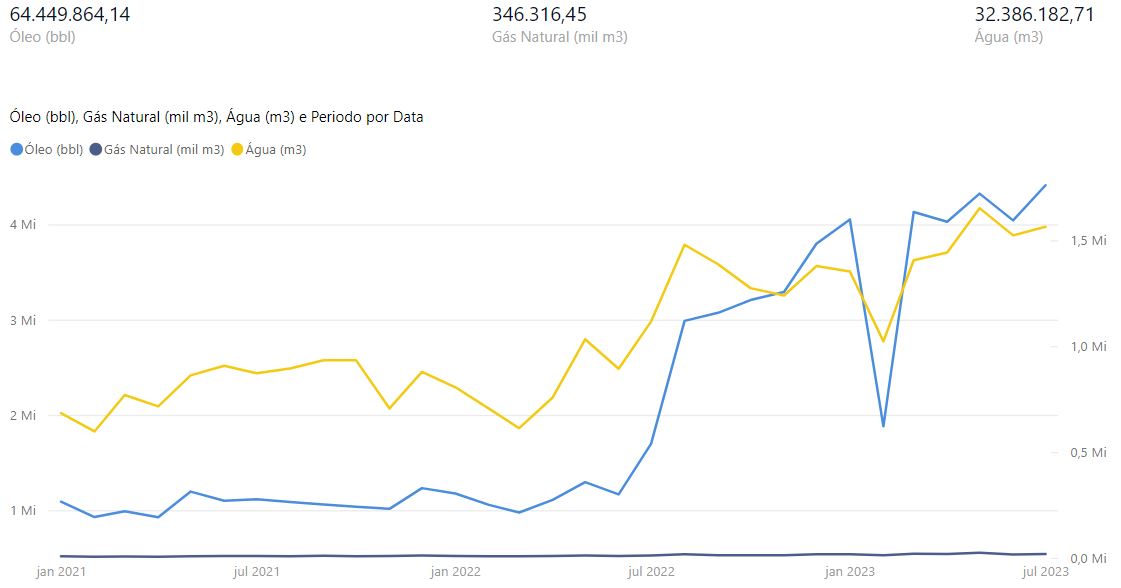 64.449.864,14
Óleo (bbl)
346.316,45
Gás Natural (mil m3)
32.386.182,71
Água (m3)
Óleo (bbl), Gás Natural (mil m3), Água (m3) e Periodo por Data
Óleo (bbl) Gás Natural (mil m3) Água (m3)
4 Mi
3 Mi
2 Mi
1 Mi
1,5 Mi
1,0 Mi
0,5 Mi
0,0 Mi
jan 2021 jul 2021 jan 2022 jul 2022 jan 2023 jul 2023